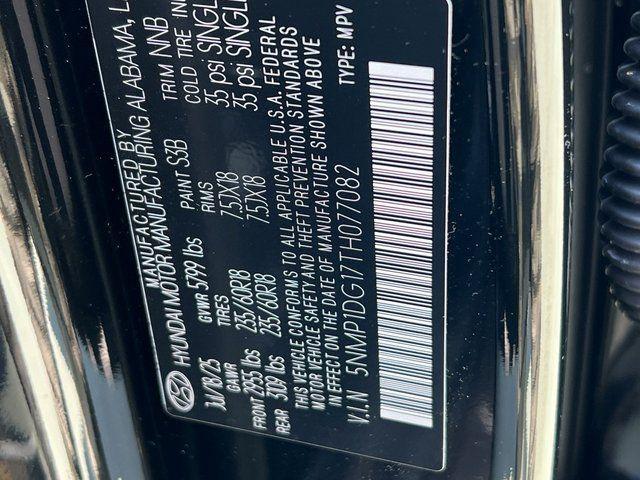 MANUFACTURED BY
HYUNDAI MOTOR MANUFACTURING ALABAMA, L
GVWR 5799 lbs PAINT S3B TRIM NNB
GAWR TIRES RIMS COLD TIRE IN
FRONT 2955 lbs 235/60R18 7.5JX18 35 psi SINGL
REAR 3109 lbs 235/60R18 7.5JX18 35 psi SINGL
THIS VEHICLE CONFORMS TO ALL APPLICABLE U.S.A. FEDERAL
MOTOR VEHICLE SAFETY AND THEFT PREVENTION STANDARDS
IN EFFECT ON THE DATE OF MANUFACTURE SHOWN ABOVE
V.I.N 5NMP1DG17TH077082 TYPE: MPV